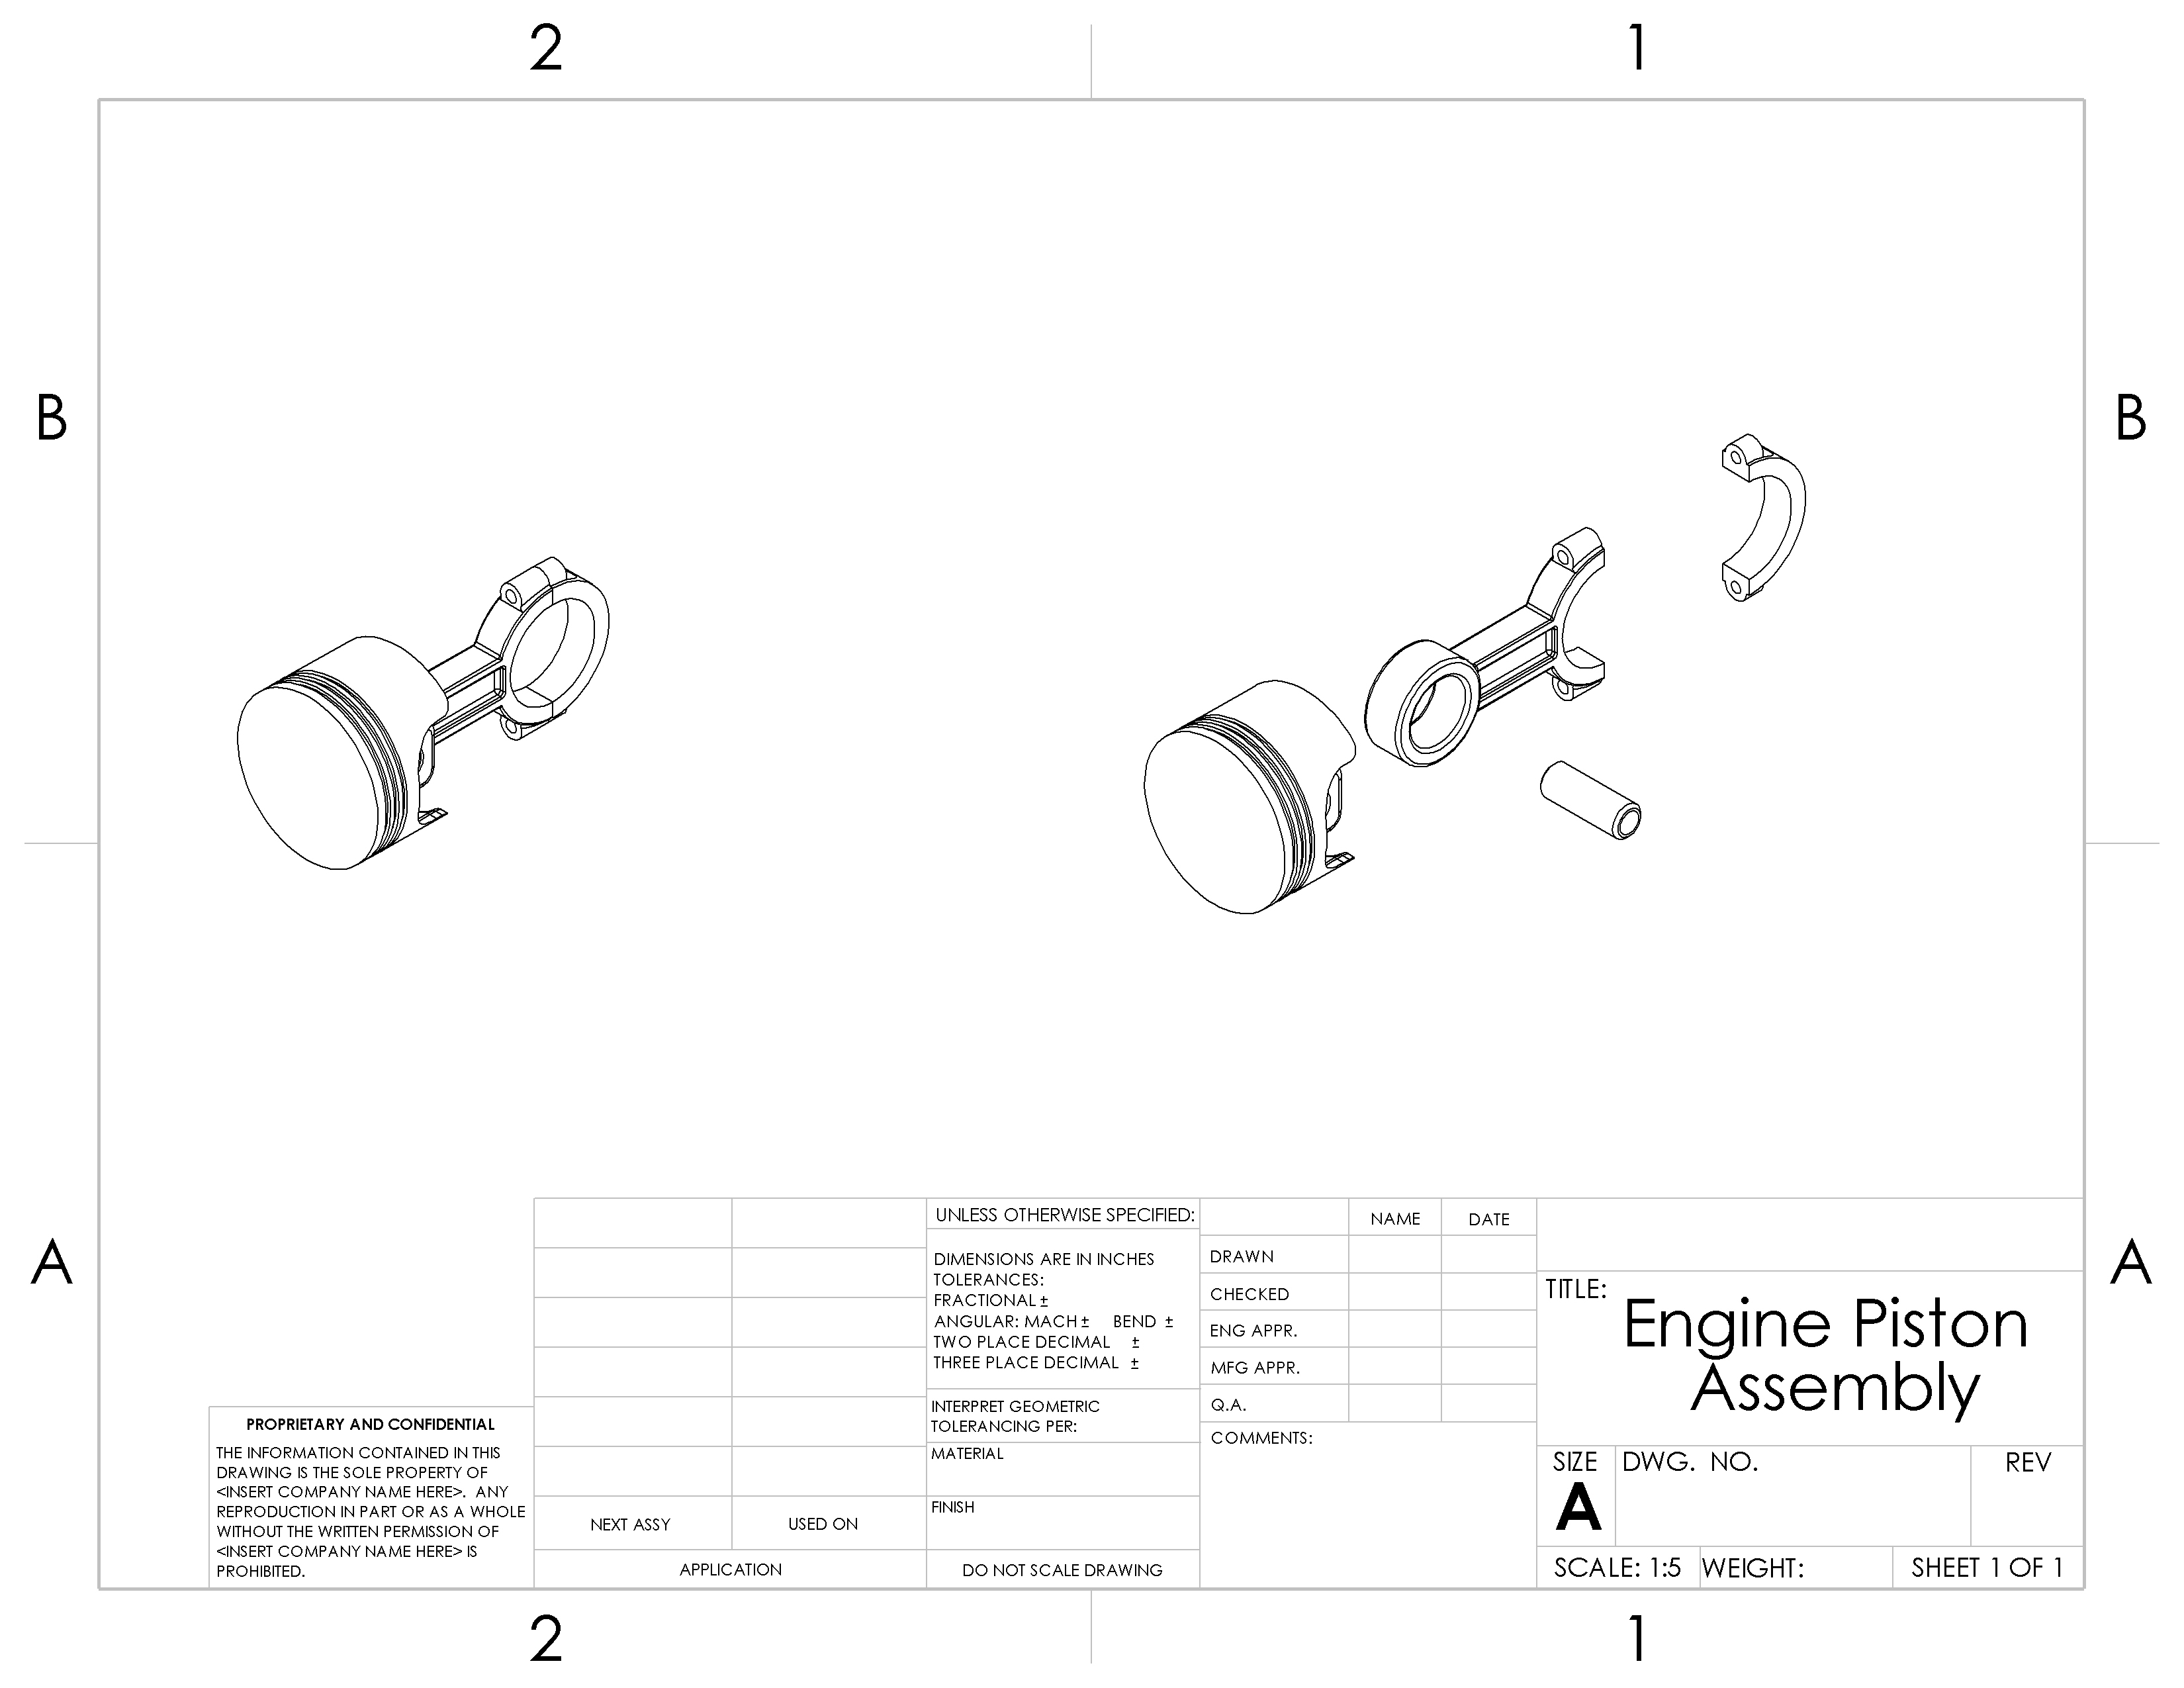 2
1
B
B
A
A
UNLESS OTHERWISE SPECIFIED:
DIMENSIONS ARE IN INCHES
TOLERANCES:
FRACTIONAL ±
ANGULAR: MACH ± BEND ±
TWO PLACE DECIMAL ±
THREE PLACE DECIMAL ±
INTERPRET GEOMETRIC
TOLERANCING PER:
MATERIAL
FINISH
DO NOT SCALE DRAWING
NAME
DATE
DRAWN
CHECKED
ENG APPR.
MFG APPR.
Q.A.
COMMENTS:
TITLE:
Engine Piston
Assembly
SIZE
A
DWG. NO.
REV
SCALE: 1:5
WEIGHT:
SHEET 1 OF 1
PROPRIETARY AND CONFIDENTIAL
THE INFORMATION CONTAINED IN THIS
DRAWING IS THE SOLE PROPERTY OF
<INSERT COMPANY NAME HERE>. ANY
REPRODUCTION IN PART OR AS A WHOLE
WITHOUT THE WRITTEN PERMISSION OF
<INSERT COMPANY NAME HERE> IS
PROHIBITED.
NEXT ASSY
USED ON
APPLICATION
2
1